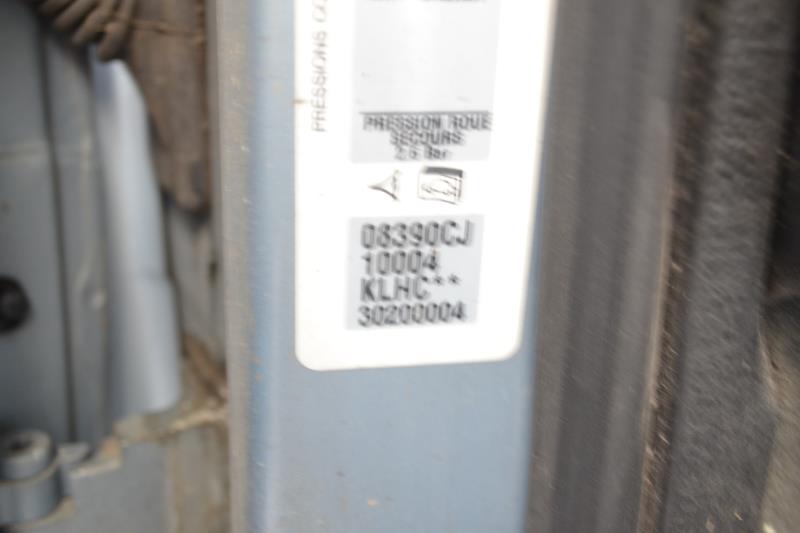 PRESSIONS
PRESSION ROUE
SECOURS:
2.6 Bar
08390CJ
10004
KLHC**
30200004